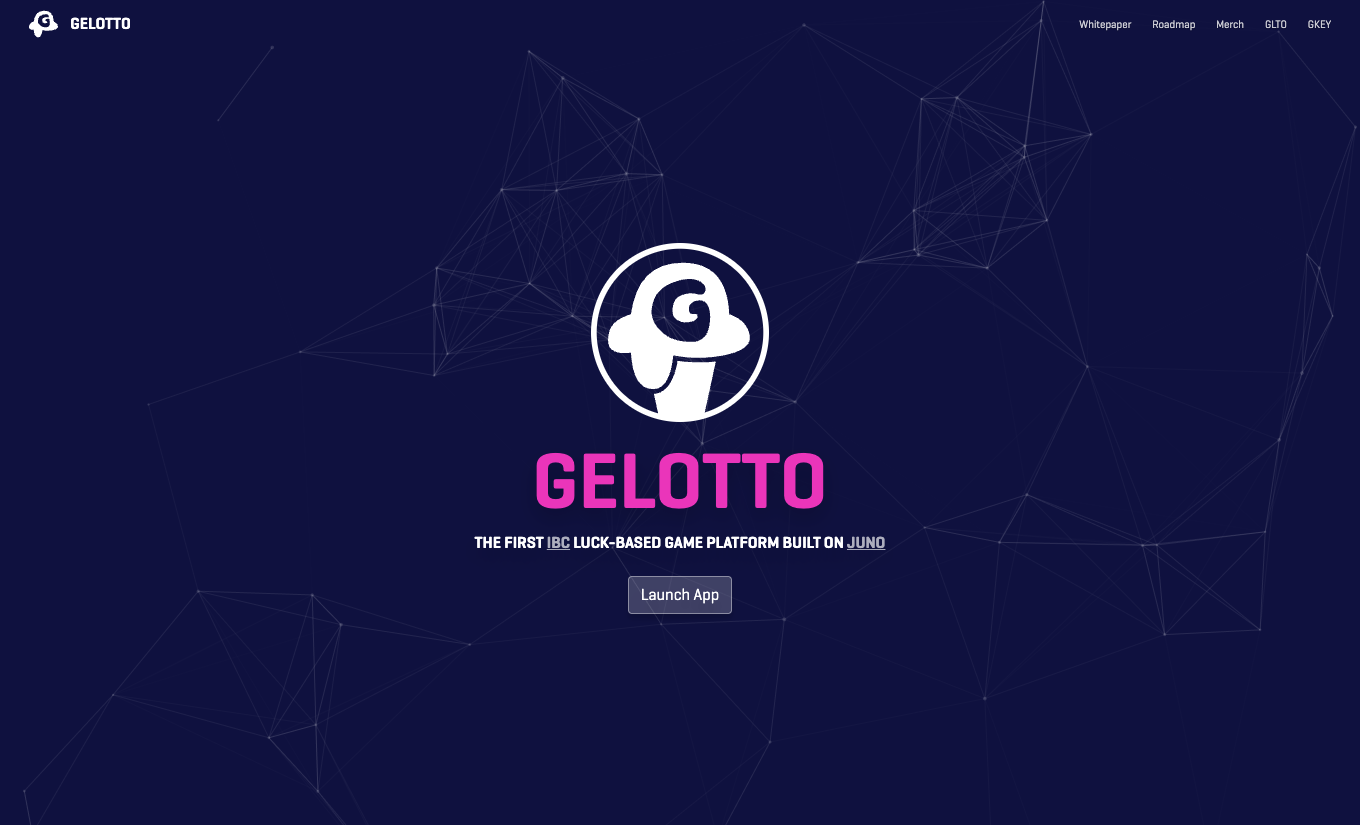 GELOTTO
Whitepaper Roadmap Merch GLTO GKEY
G
GELOTTO
THE FIRST IBC LUCK-BASED GAME PLATFORM BUILT ON JUNO
Launch App